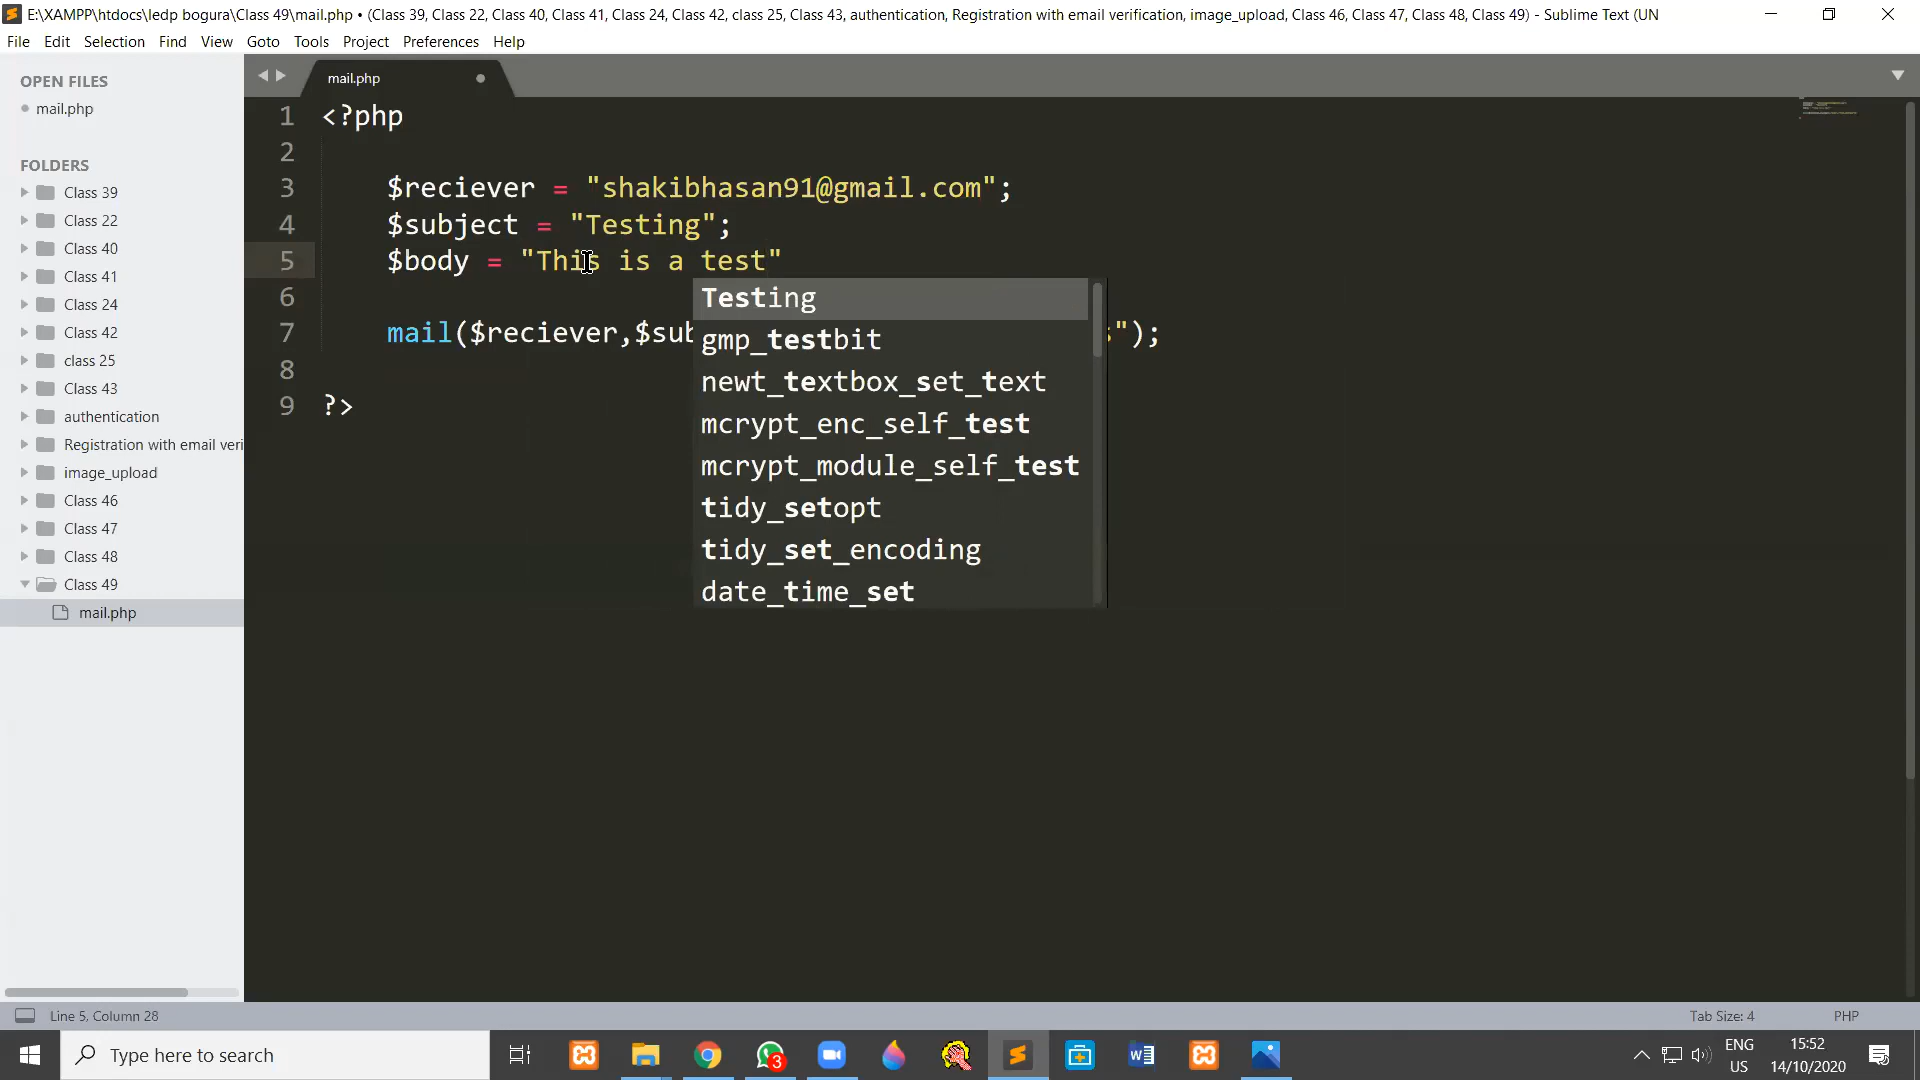 E:\XAMPP\htdocs\ledp bogura\Class 49\mail.php • (Class 39, Class 22, Class 40, Class 41, Class 24, Class 42, class 25, Class 43, authentication, Registration with email verification, image_upload, Class 46, Class 47, Class 48, Class 49) - Sublime Text (UN
File Edit Selection Find View Goto Tools Project Preferences Help
OPEN FILES
mail.php
FOLDERS
Class 39
Class 22
Class 40
Class 41
Class 24
Class 42
class 25
Class 43
authentication
Registration with email veri
image_upload
Class 46
Class 47
Class 48
Class 49
mail.php
mail.php
1 <?php
2
3 $reciever = "shakibhasan91@gmail.com";
4 $subject = "Testing";
5 $body = "This is a test"
6
7 mail($reciever,$sub s");
8
9 ?>
Testing
gmp_testbit
newt_textbox_set_text
mcrypt_enc_self_test
mcrypt_module_self_test
tidy_setopt
tidy_set_encoding
date_time_set
Line 5, Column 28
Tab Size: 4 PHP
Type here to search
3
ENG
US
15:52
14/10/2020